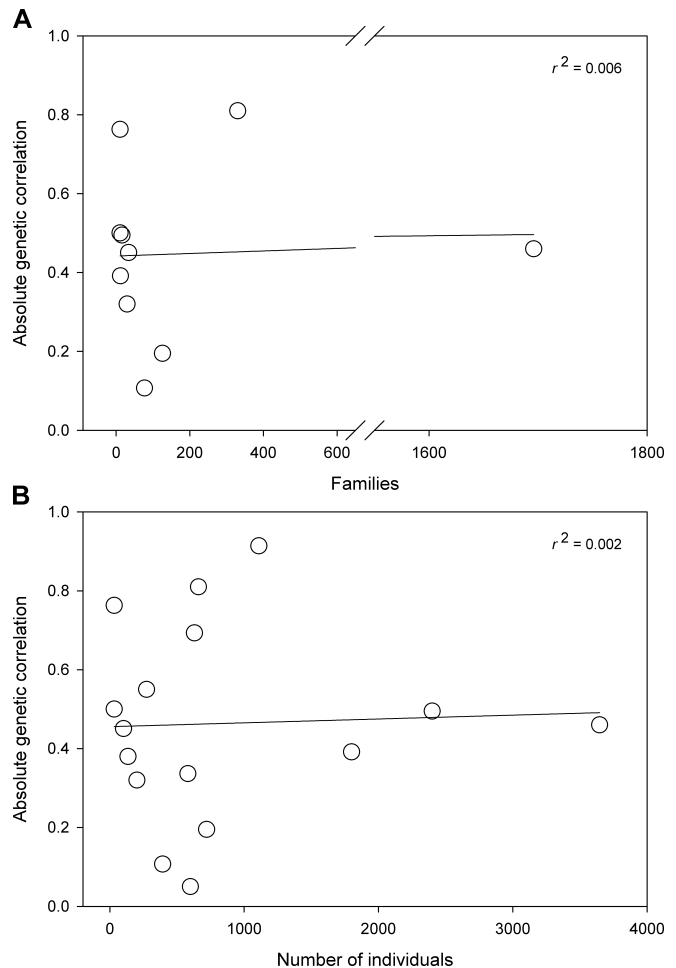 A
1.0
r 2 = 0.006
0.8
0.6
0.4
0.2
0.0
Absolute genetic correlation
0 200 400 600 1600 1800
Families
B
1.0
r 2 = 0.002
0.8
0.6
0.4
0.2
0.0
Absolute genetic correlation
0 1000 2000 3000 4000
Number of individuals